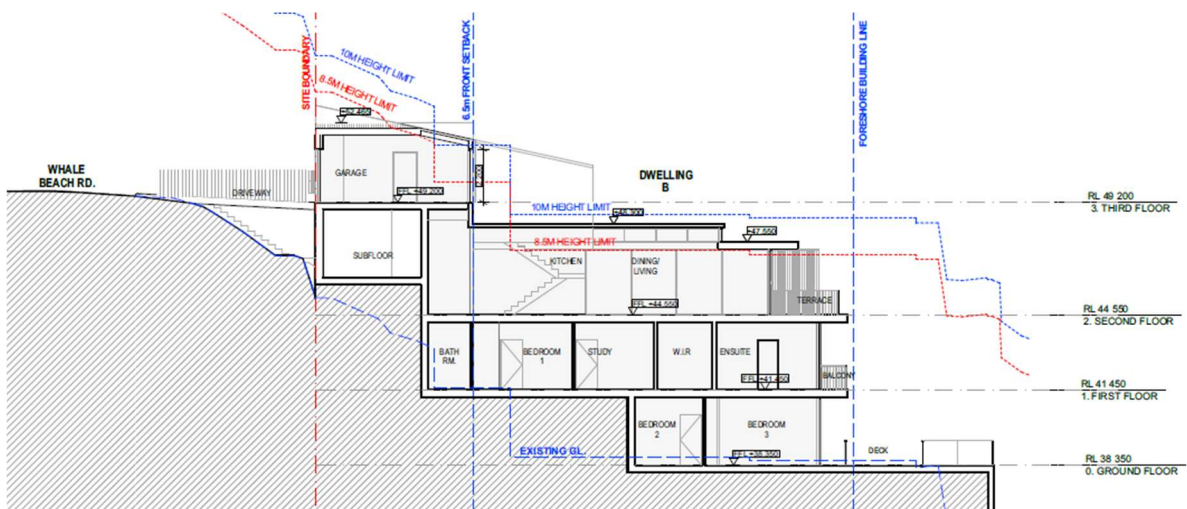 10M HEIGHT LIMIT
8.5M HEIGHT LIMIT
SITE BOUNDARY
6.5m FRONT SETBACK
FORESHORE BUILDING LINE
+52.450
WHALE
BEACH RD.
DRIVEWAY
GARAGE
FFL +49.200
DWELLING
B
RL 49 200
3. THIRD FLOOR
10M HEIGHT LIMIT
+48.300
+47.550
8.5M HEIGHT LIMIT
SUBFLOOR
KITCHEN
DINING/
LIVING
FFL +44.550
TERRACE
RL 44 550
2. SECOND FLOOR
BATH
RM.
BEDROOM
1
STUDY
W.I.R
ENSUITE
FFL +41.450
BALCONY
RL 41 450
1. FIRST FLOOR
BEDROOM
2
BEDROOM
3
FFL +38.350
DECK
EXISTING GL.
RL 38 350
0. GROUND FLOOR